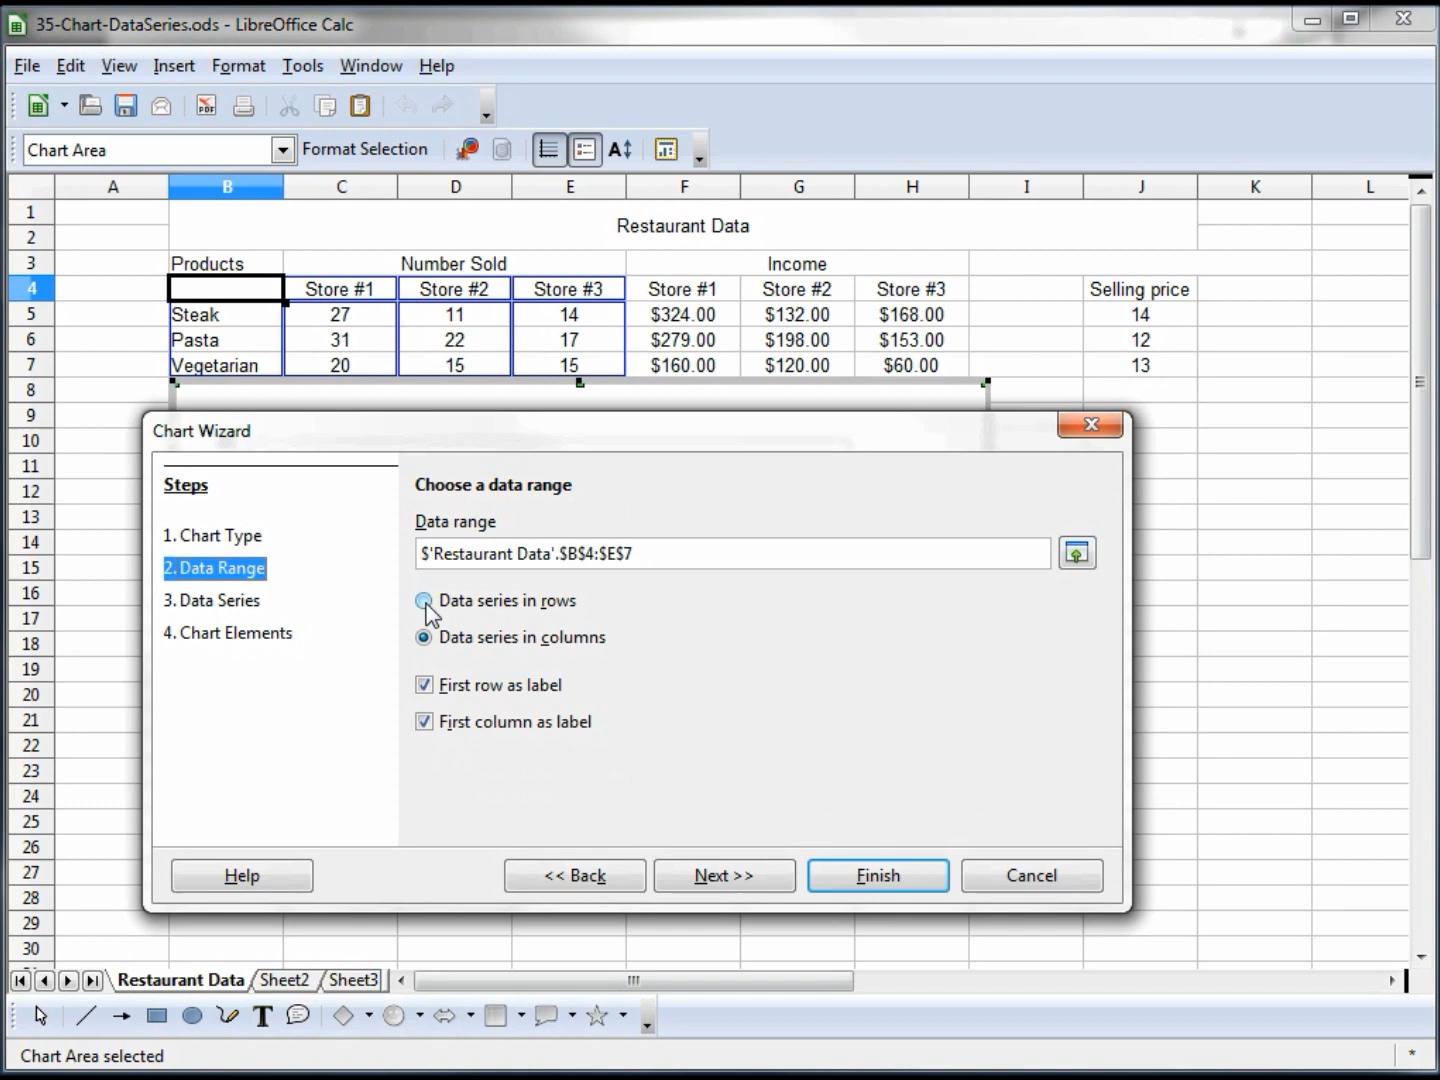 35-Chart-DataSeries.ods - LibreOffice Calc
File Edit View Insert Format Tools Window Help
PDF
Chart Area Format Selection
A B C D E F G H I J K L
1
2 Restaurant Data
3 Products Number Sold Income
4 Store #1 Store #2 Store #3 Store #1 Store #2 Store #3 Selling price
5 Steak 27 11 14 $324.00 $132.00 $168.00 14
6 Pasta 31 22 17 $279.00 $198.00 $153.00 12
7 Vegetarian 20 15 15 $160.00 $120.00 $60.00 13
8
9
10
11
12
13
14
15
16
17
18
19
20
21
22
23
24
25
26
27
28
29
30
Chart Wizard
Steps
1. Chart Type
2. Data Range
3. Data Series
4. Chart Elements
Choose a data range
Data range
$'Restaurant Data'.$B$4:$E$7
Data series in rows
Data series in columns
First row as label
First column as label
Help << Back Next >> Finish Cancel
Restaurant Data Sheet2 Sheet3
T
Chart Area selected *